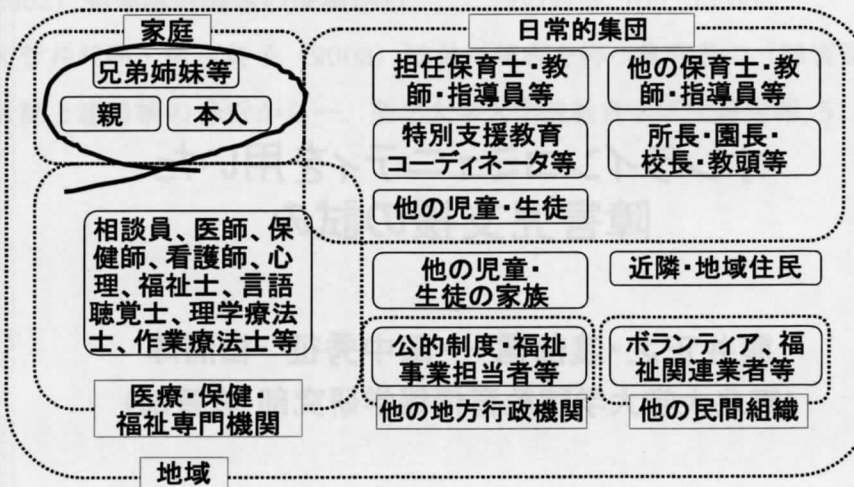 家庭
兄弟姉妹等
親
本人
日常的集団
担任保育士・教
師・指導員等
他の保育士・教
師・指導員等
特別支援教育
コーディネータ等
所長・園長・
校長・教頭等
他の児童・生徒
相談員、医師、保
健師、看護師、心
理、福祉士、言語
聴覚士、理学療法
士、作業療法士等
医療・保健・
福祉専門機関
他の児童・
生徒の家族
近隣・地域住民
公的制度・福祉
事業担当者等
他の地方行政機関
ボランティア、福
祉関連業者等
他の民間組織
地域